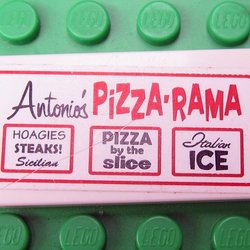 LEGO LEGO LEGO LEGO
Antonio's PiZZA-RAMA
HOAGIES
STEAKS!
Sicilian
PIZZA
by the
slice
Italian
ICE
LEGO LEGO LEGO LEGO